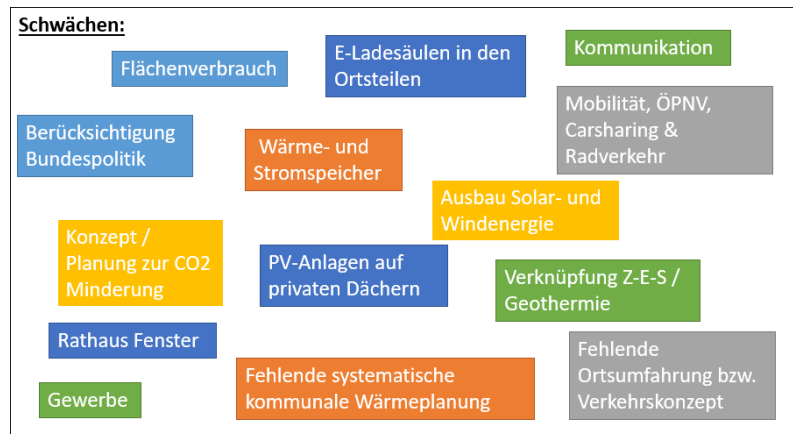 Schwächen:
Flächenverbrauch
E-Ladesäulen in den
Ortsteilen
Kommunikation
Berücksichtigung
Bundespolitik
Wärme- und
Stromspeicher
Mobilität, ÖPNV,
Carsharing &
Radverkehr
Ausbau Solar- und
Windenergie
Konzept /
Planung zur CO2
Minderung
PV-Anlagen auf
privaten Dächern
Verknüpfung Z-E-S /
Geothermie
Rathaus Fenster
Fehlende systematische
kommunale Wärmeplanung
Fehlende
Ortsumfahrung bzw.
Verkehrskonzept
Gewerbe